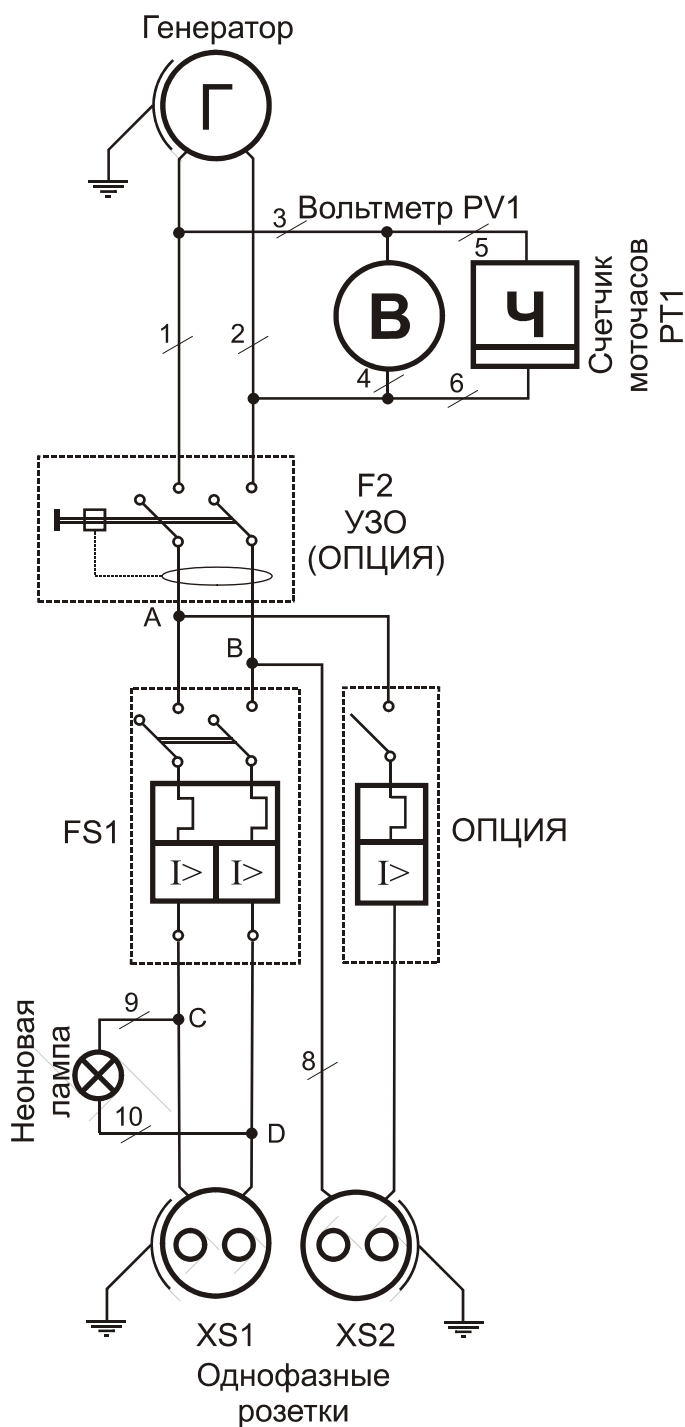 Генератор
Г
3
Вольтметр PV1
5
В
Ч
Счетчик
моточасов
PT1
1
2
4
6
F2
УЗО
(ОПЦИЯ)
A
B
FS1
I>
I>
I>
ОПЦИЯ
9
C
Неоновая
лампа
8
10
D
XS1
XS2
Однофазные
розетки